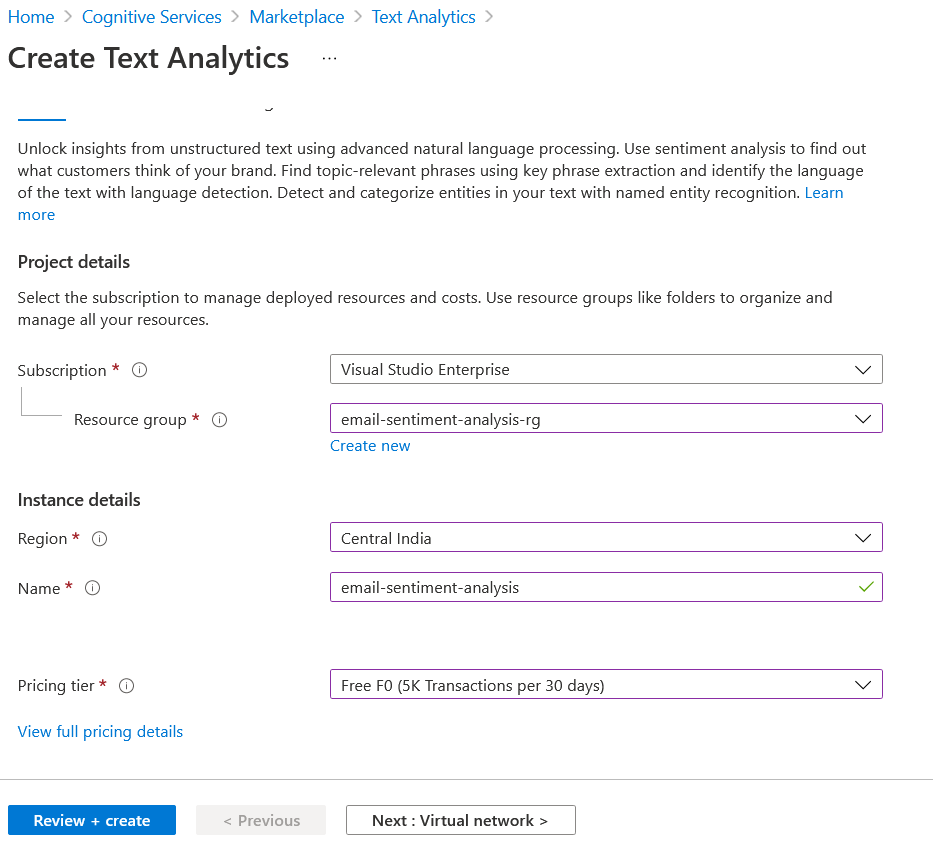 Home > Cognitive Services > Marketplace > Text Analytics >
Create Text Analytics ...
Unlock insights from unstructured text using advanced natural language processing. Use sentiment analysis to find out
what customers think of your brand. Find topic-relevant phrases using key phrase extraction and identify the language
of the text with language detection. Detect and categorize entities in your text with named entity recognition. Learn
more
Project details
Select the subscription to manage deployed resources and costs. Use resource groups like folders to organize and
manage all your resources.
Subscription * Visual Studio Enterprise
Resource group * email-sentiment-analysis-rg
Create new
Instance details
Region * Central India
Name * email-sentiment-analysis
Pricing tier * Free F0 (5K Transactions per 30 days)
View full pricing details
Review + create < Previous Next : Virtual network >